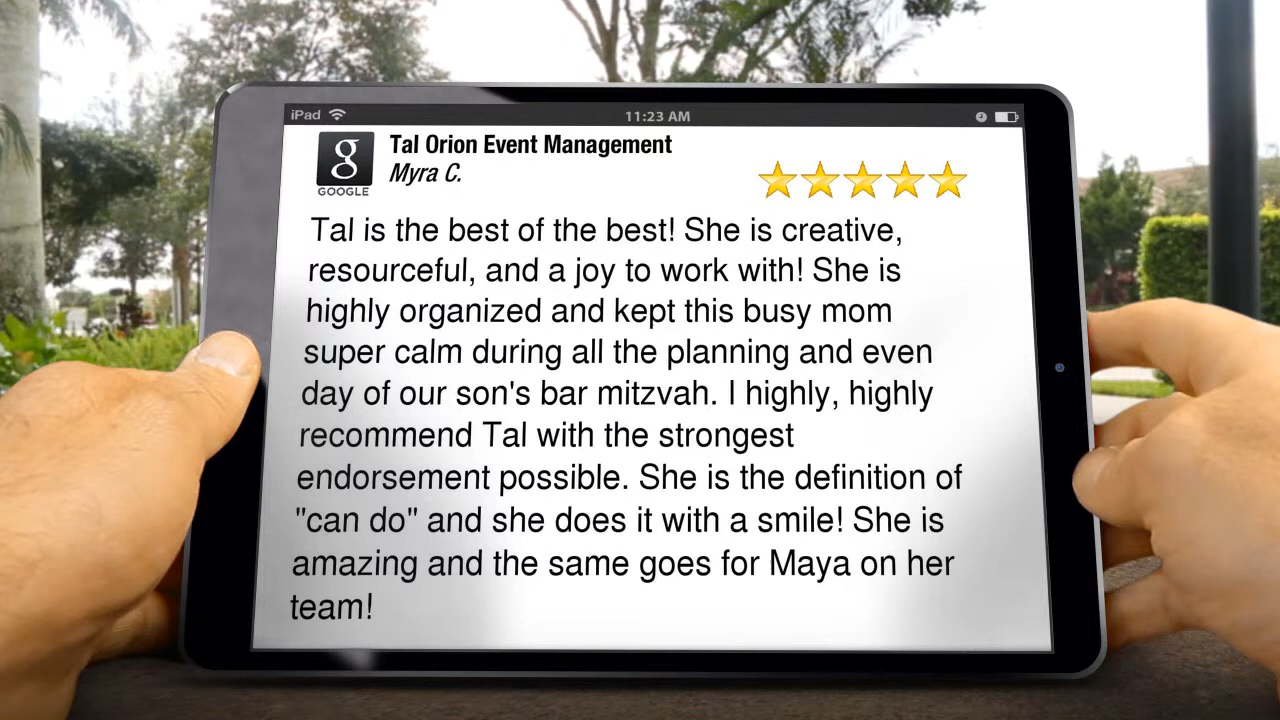 iPad 11:23 AM
g
GOOGLE
Tal Orion Event Management
Myra C.
Tal is the best of the best! She is creative,
resourceful, and a joy to work with! She is
highly organized and kept this busy mom
super calm during all the planning and even
day of our son's bar mitzvah. I highly, highly
recommend Tal with the strongest
endorsement possible. She is the definition of
"can do" and she does it with a smile! She is
amazing and the same goes for Maya on her
team!